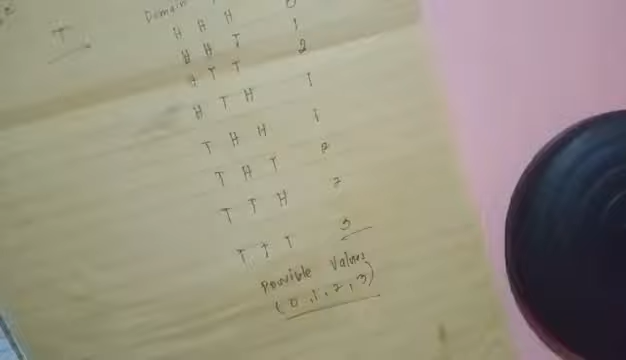 T
Domain
H H H 0
H H T 1
H T T 2
H T H 1
T H H 1
T H T 2
T T H 2
T T T 3
Possible Values
(0,1,2,3)